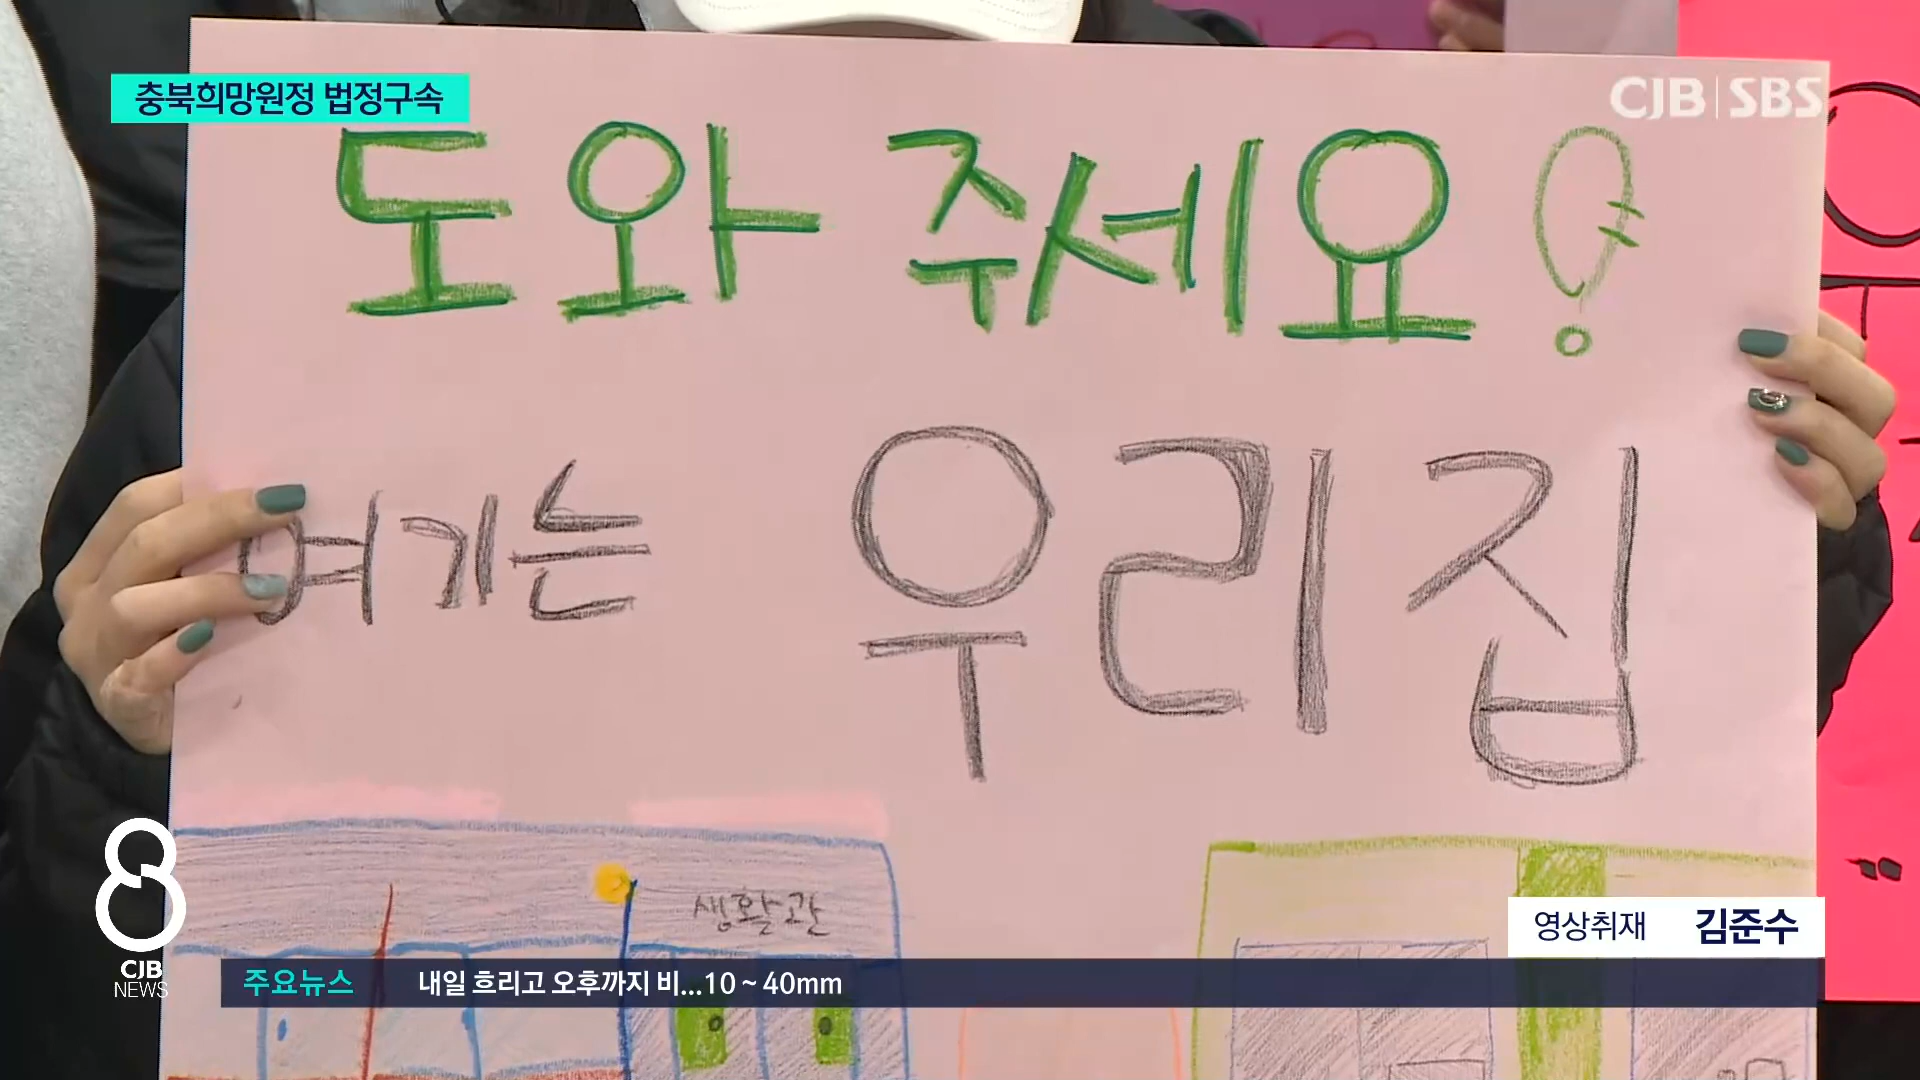 충북희망원정 법정구속
CJB SBS
도와 주세요!
여기는 우리집
생활관
영상취재 김준수
8
CJB
NEWS
주요뉴스 내일 흐리고 오후까지 비...10~40mm